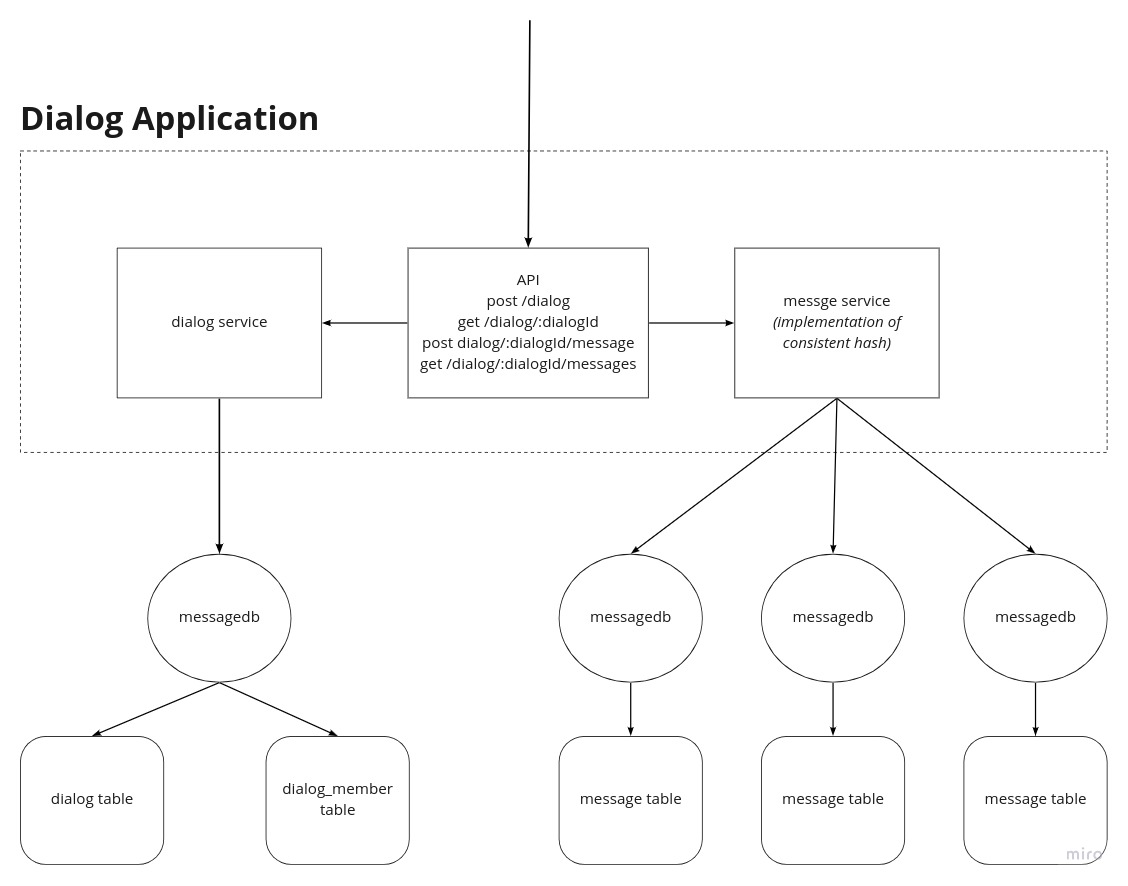 Dialog Application
dialog service
API
post /dialog
get /dialog/:dialogId
post dialog/:dialogId/message
get /dialog/:dialogId/messages
messge service
(implementation of
consistent hash)
messagedb
messagedb
messagedb
messagedb
dialog table
dialog_member
table
message table
message table
message table
miro